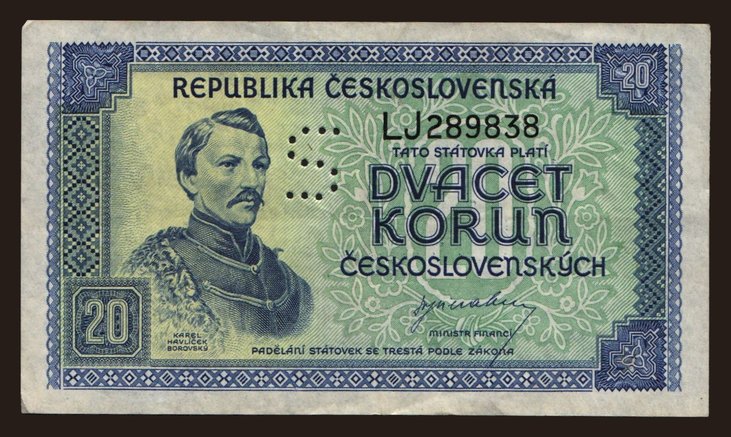 REPUBLIKA ČESKOSLOVENSKÁ
20
LJ289838
TATO STÁTOVKA PLATÍ
DVACET
KORUN
ČESKOSLOVENSKÝCH
S
20
KAREL
HAVLÍČEK
BOROVSKÝ
MINISTR FINANCÍ
PADĚLÁNÍ STÁTOVEK SE TRESTÁ PODLE ZÁKONA